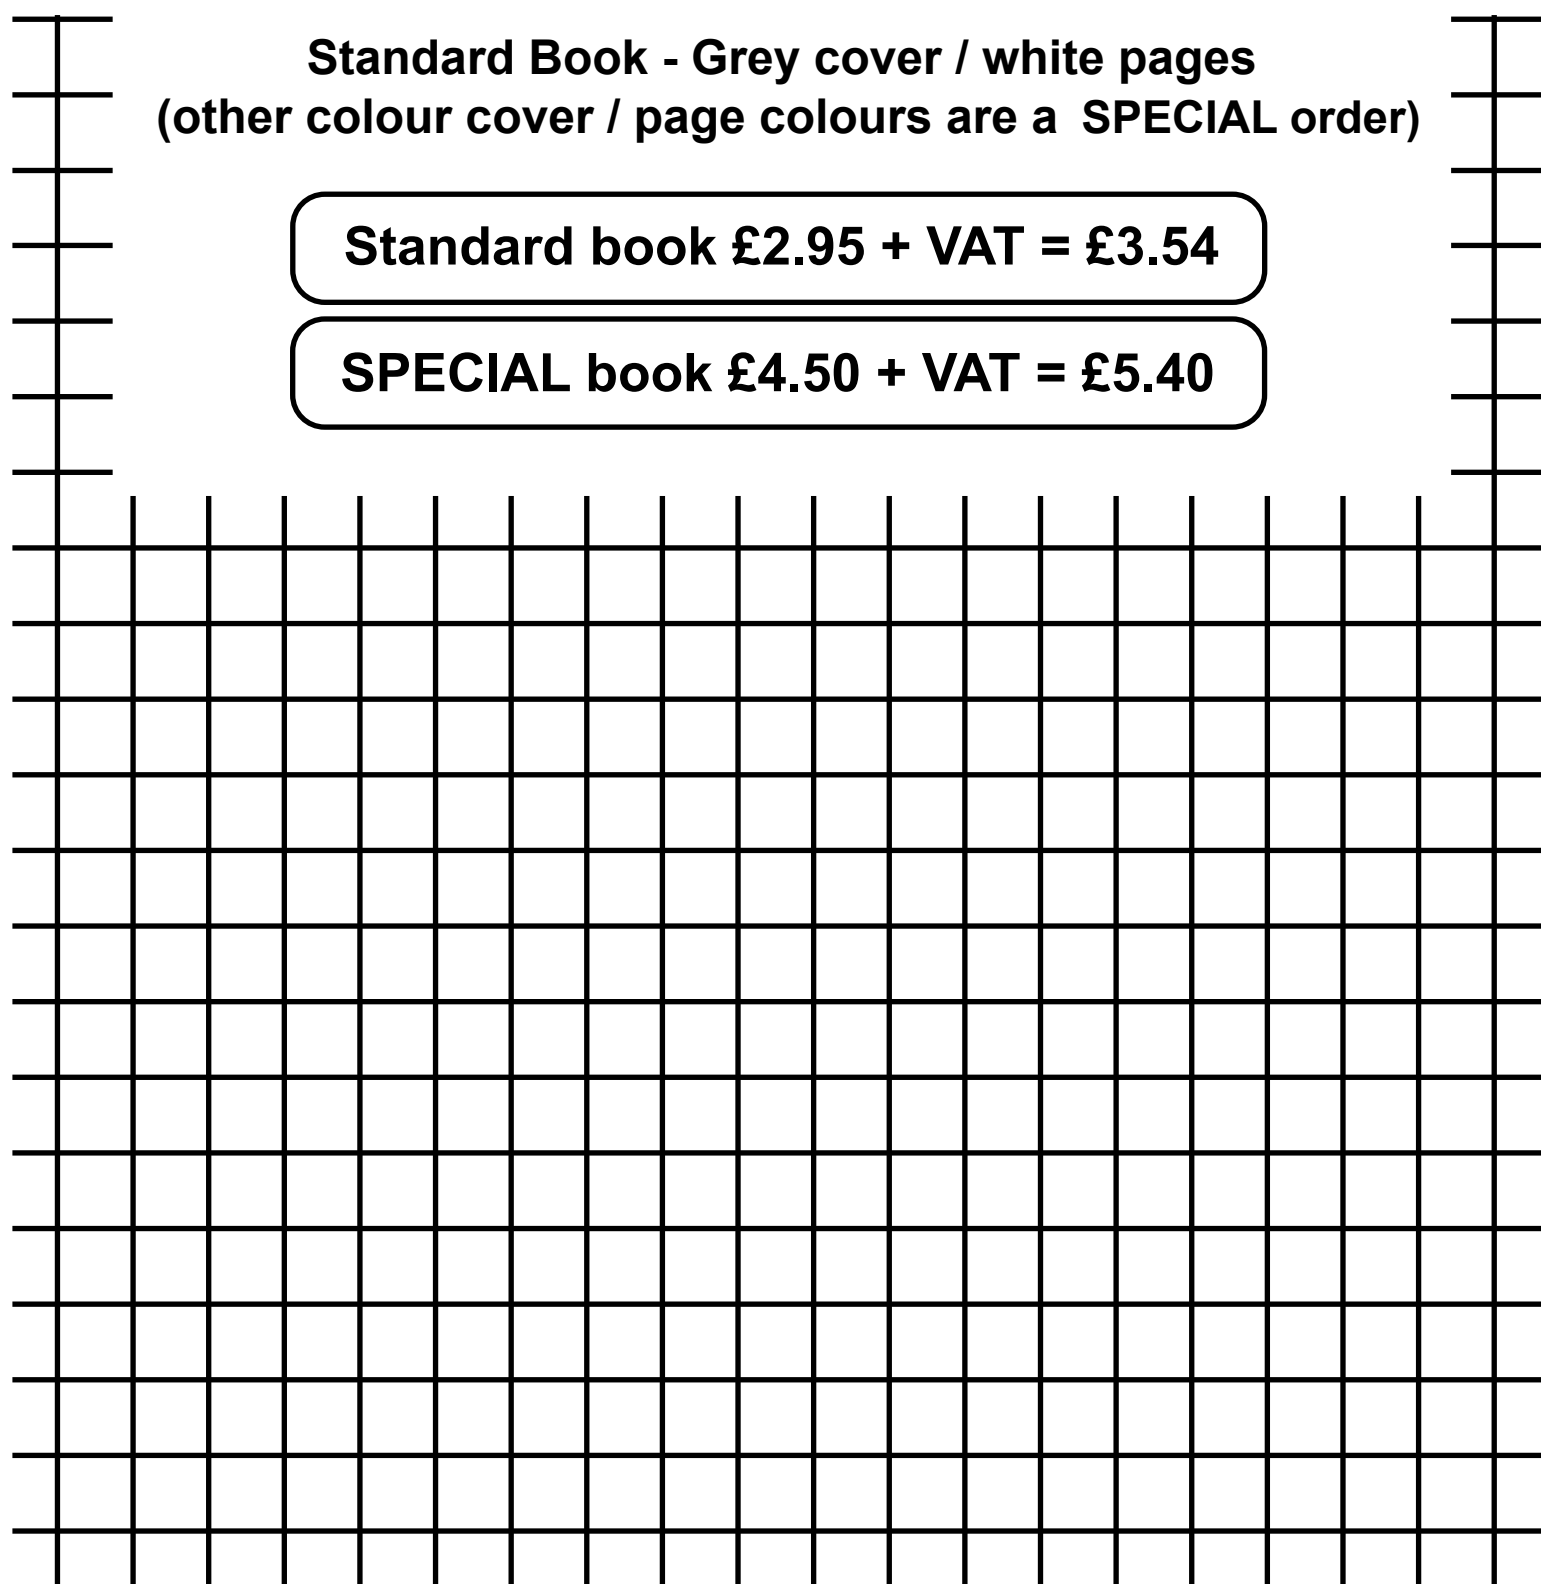 Standard Book - Grey cover / white pages
(other colour cover / page colours are a SPECIAL order)
Standard book £2.95 + VAT = £3.54
SPECIAL book £4.50 + VAT = £5.40